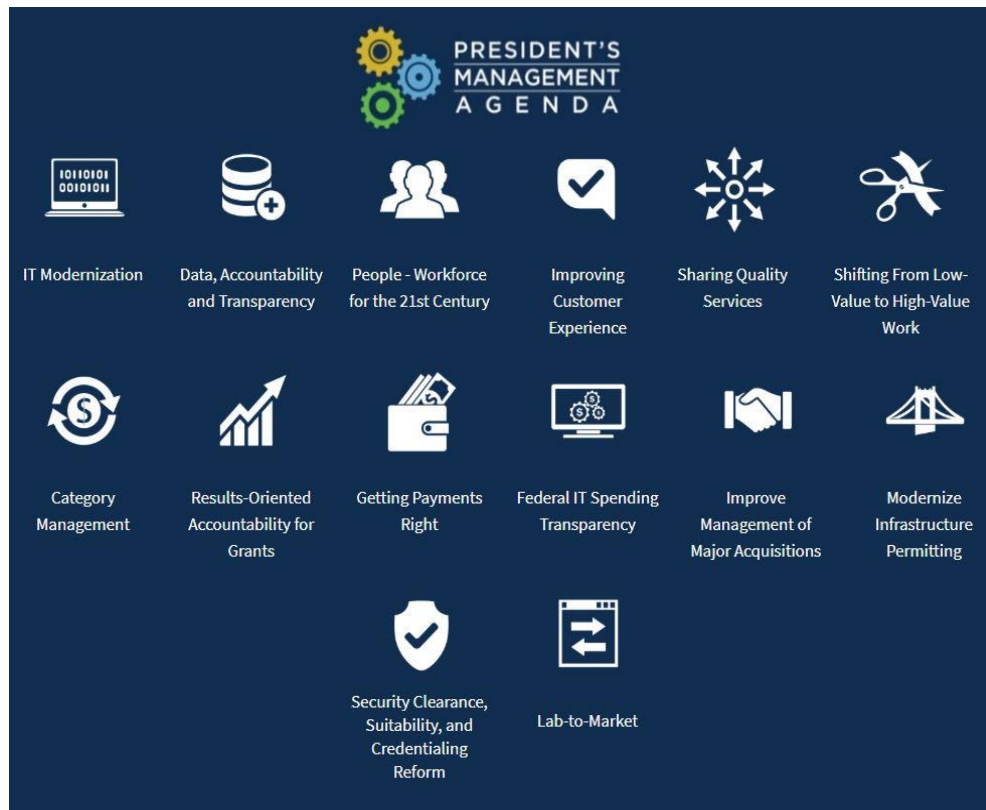 PRESIDENT'S
MANAGEMENT
AGENDA
10110101
00101011
IT Modernization
Data, Accountability
and Transparency
People - Workforce
for the 21st Century
Improving
Customer
Experience
Sharing Quality
Services
Shifting From Low-
Value to High-Value
Work
$
Category
Management
Results-Oriented
Accountability for
Grants
Getting Payments
Right
$
$
Federal IT Spending
Transparency
Improve
Management of
Major Acquisitions
Modernize
Infrastructure
Permitting
Security Clearance,
Suitability, and
Credentialing
Reform
Lab-to-Market